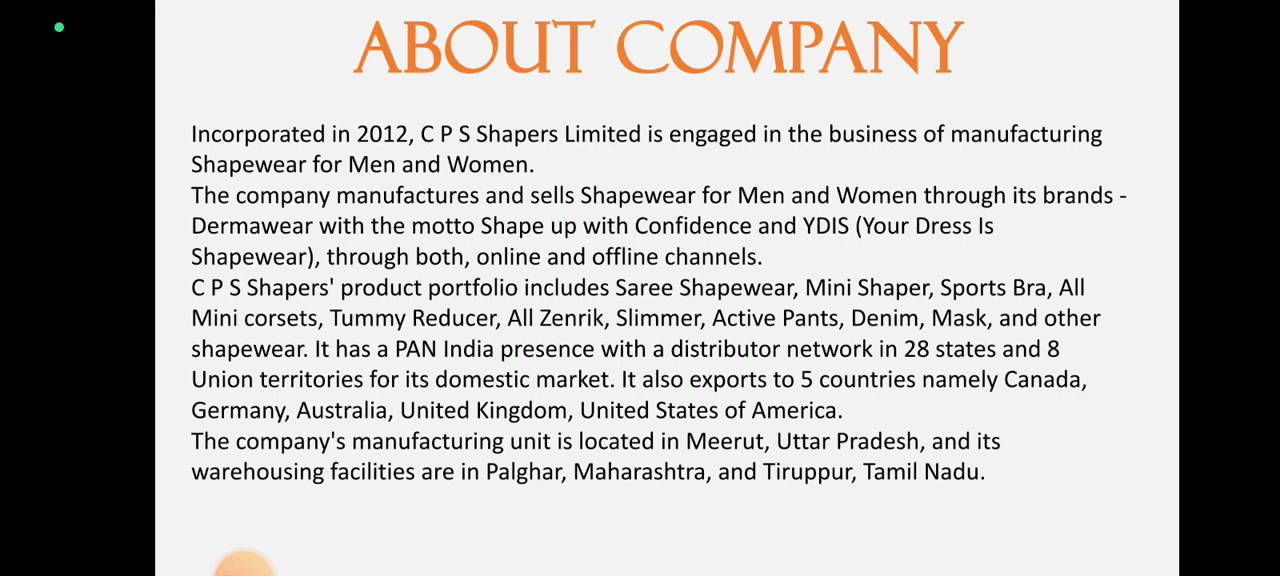 ABOUT COMPANY
Incorporated in 2012, C P S Shapers Limited is engaged in the business of manufacturing
Shapewear for Men and Women.
The company manufactures and sells Shapewear for Men and Women through its brands -
Dermawear with the motto Shape up with Confidence and YDIS (Your Dress Is
Shapewear), through both, online and offline channels.
C P S Shapers' product portfolio includes Saree Shapewear, Mini Shaper, Sports Bra, All
Mini corsets, Tummy Reducer, All Zenrik, Slimmer, Active Pants, Denim, Mask, and other
shapewear. It has a PAN India presence with a distributor network in 28 states and 8
Union territories for its domestic market. It also exports to 5 countries namely Canada,
Germany, Australia, United Kingdom, United States of America.
The company's manufacturing unit is located in Meerut, Uttar Pradesh, and its
warehousing facilities are in Palghar, Maharashtra, and Tiruppur, Tamil Nadu.